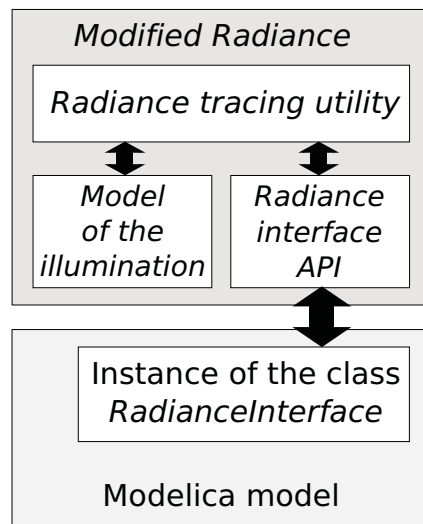 Modified Radiance
Radiance tracing utility
Model
of the
illumination
Radiance
interface
API
Instance of the class
RadianceInterface
Modelica model